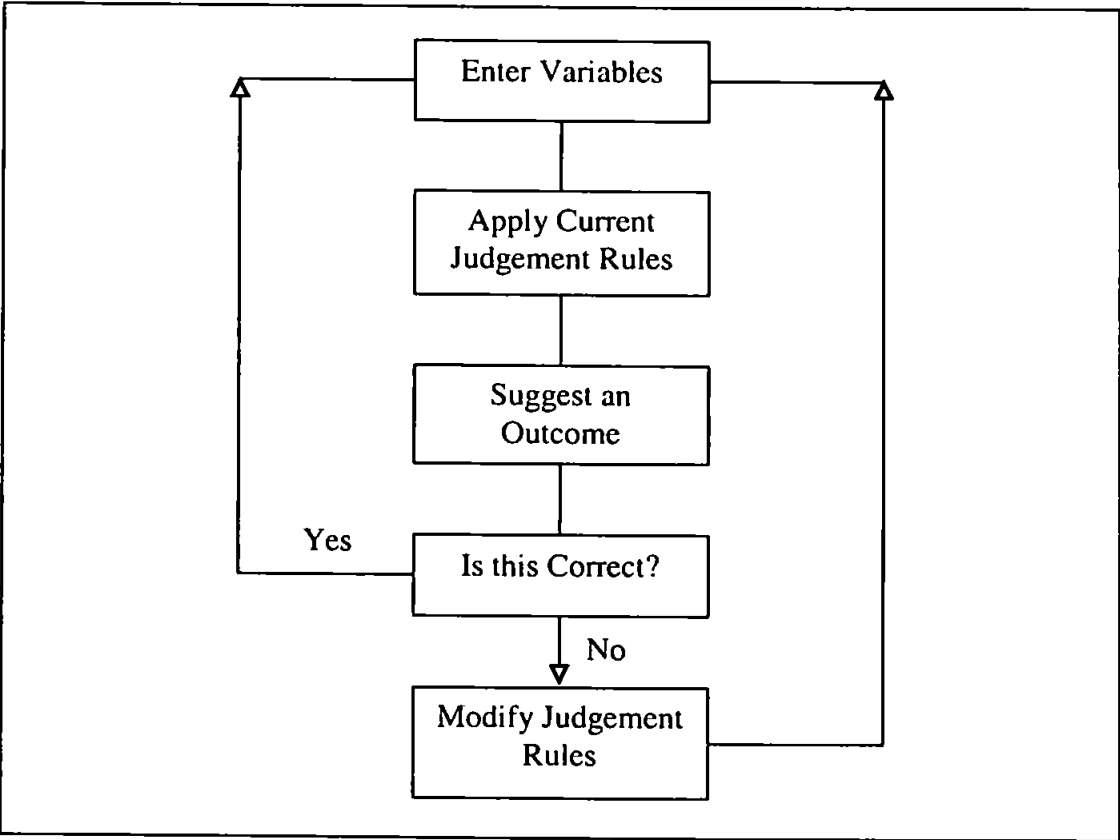 Enter Variables
Apply Current
Judgement Rules
Suggest an
Outcome
Yes
Is this Correct?
No
Modify Judgement
Rules